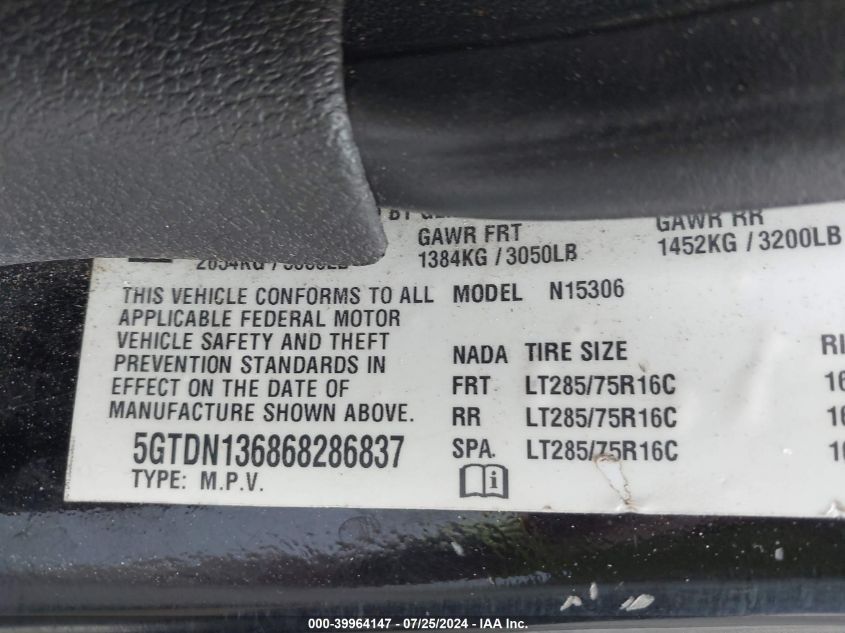 BY
GAWR FRT
GAWR RR
1384KG / 3050LB
1452KG / 3200LB
THIS VEHICLE CONFORMS TO ALL
APPLICABLE FEDERAL MOTOR
VEHICLE SAFETY AND THEFT
PREVENTION STANDARDS IN
EFFECT ON THE DATE OF
MANUFACTURE SHOWN ABOVE.
5GTDN136868286837
TYPE: M.P.V.
MODEL N15306
NADA TIRE SIZE
FRT LT285/75R16C
RR LT285/75R16C
SPA LT285/75R16C
000-39964147 - 07/25/2024 - IAA Inc.